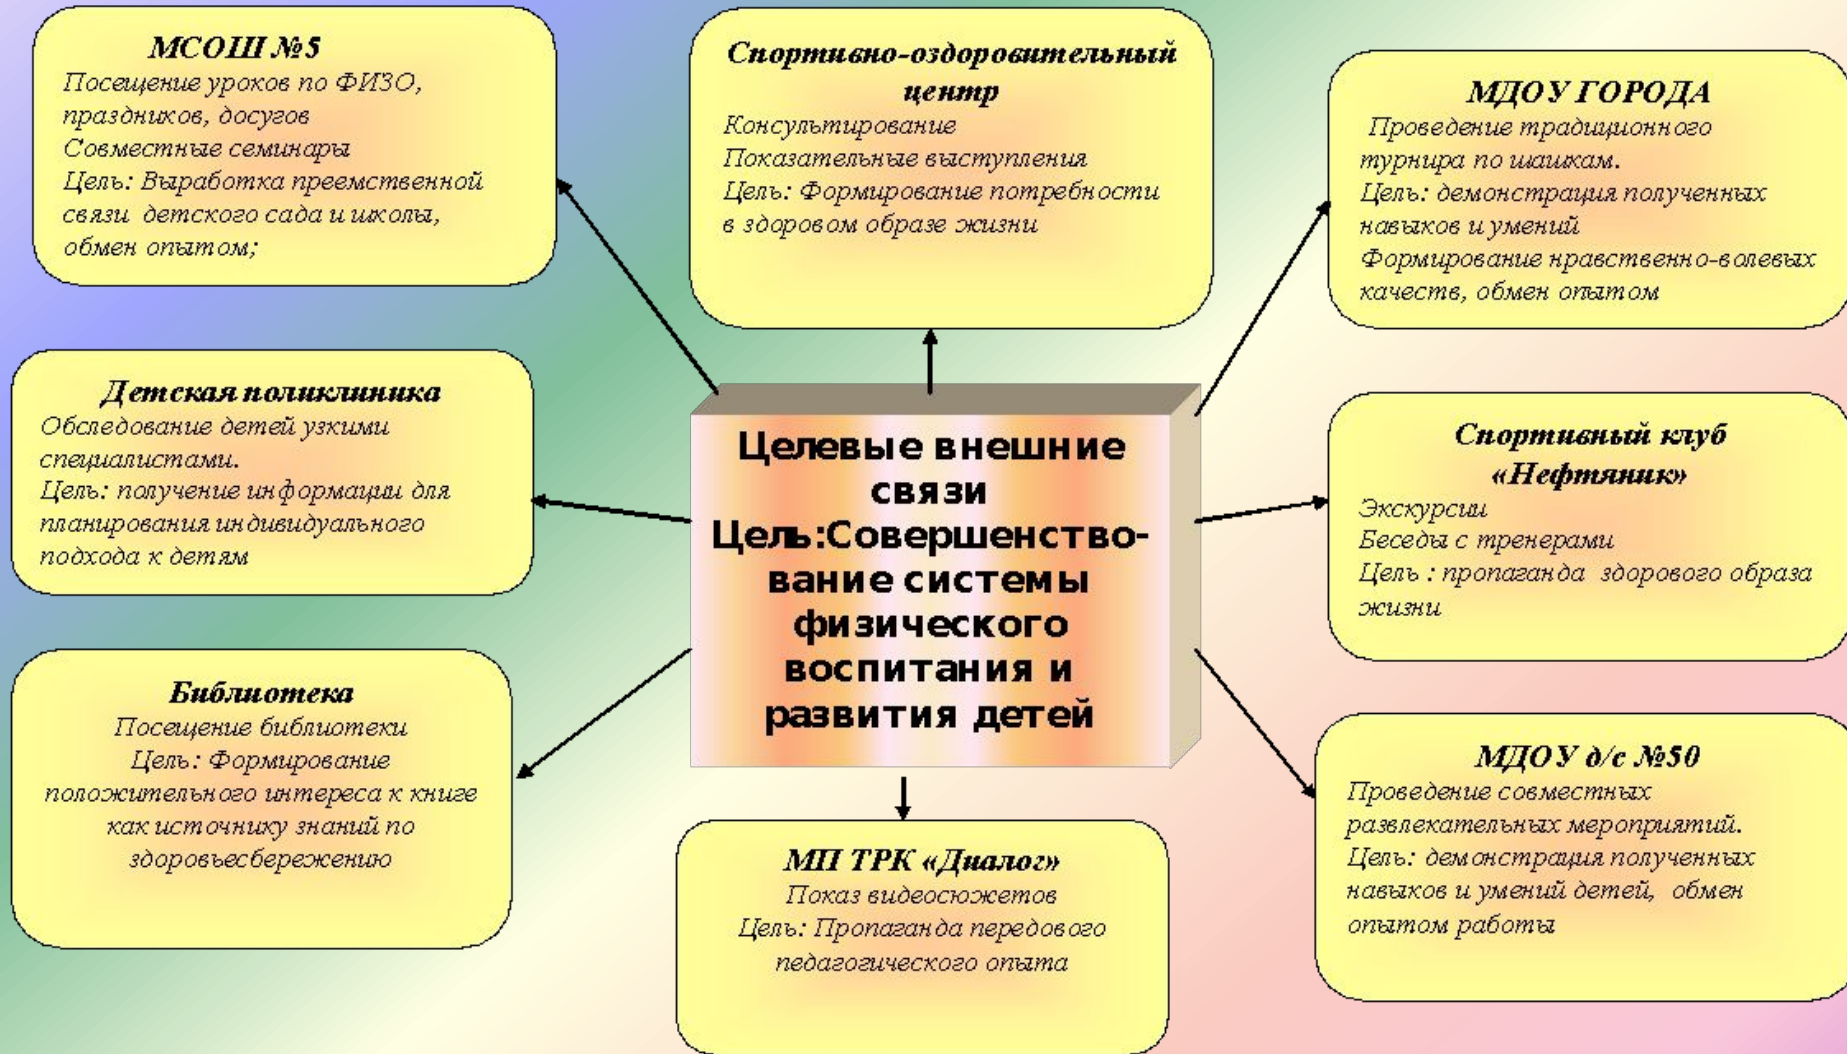 МСОШ №5
Посещение уроков по ФИЗО,
праздников, досугов
Совместные семинары
Цель: Выработка преемственной
связи детского сада и школы,
обмен опытом;
Спортивно-оздоровительный
центр
Консультирование
Показательные выступления
Цель: Формирование потребности
в здоровом образе жизни
МДОУ ГОРОДА
Проведение традиционного
турнира по шашкам.
Цель: демонстрация полученных
навыков и умений
Формирование нравственно-волевых
качеств, обмен опытом
Детская поликлиника
Обследование детей узкими
специалистами.
Цель: получение информации для
планирования индивидуального
подхода к детям
Целевые внешние
связи
Цель:Совершенство-
вание системы
физического
воспитания и
развития детей
Спортивный клуб
«Нефтяник»
Экскурсии
Беседы с тренерами
Цель : пропаганда здорового образа
жизни
Библиотека
Посещение библиотеки
Цель: Формирование
положительного интереса к книге
как источнику знаний по
здоровьесбережению
МП ТРК «Диалог»
Показ видеосюжетов
Цель: Пропаганда передового
педагогического опыта
МДОУ д/с №50
Проведение совместных
развлекательных мероприятий.
Цель: демонстрация полученных
навыков и умений детей, обмен
опытом работы